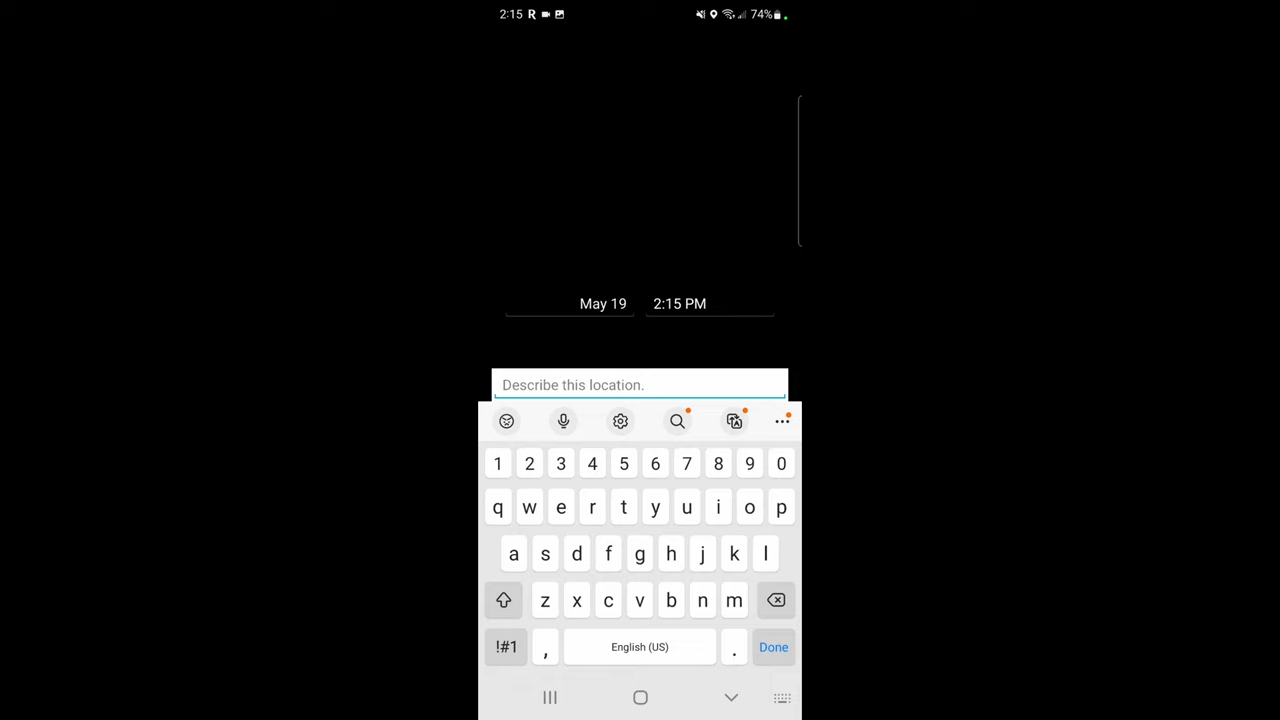 2:15 R 74%
May 19 2:15 PM
Describe this location.
1 2 3 4 5 6 7 8 9 0
q w e r t y u i o p
a s d f g h j k l
z x c v b n m
!#1 , English (US) . Done